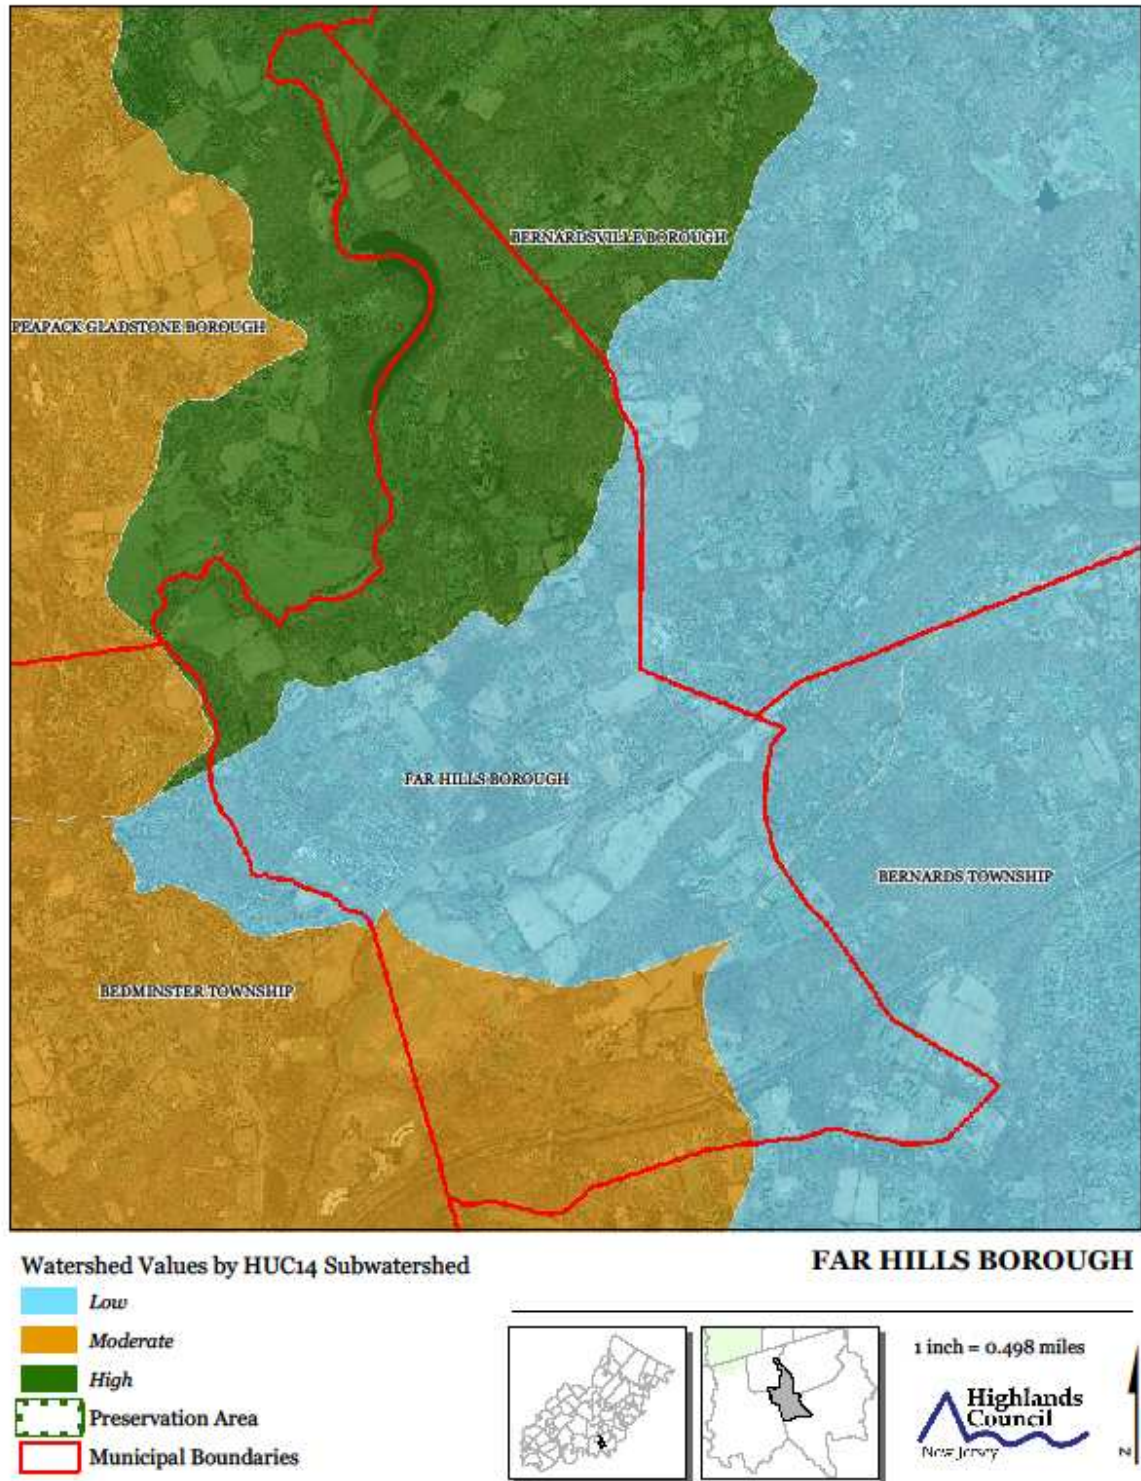 BERNARDSVILLE BOROUGH
PEAPACK GLADSTONE BOROUGH
FAR HILLS BOROUGH
BERNARDS TOWNSHIP
BEDMINSTER TOWNSHIP
Watershed Values by HUC14 Subwatershed
Low
Moderate
High
Preservation Area
Municipal Boundaries
FAR HILLS BOROUGH
1 inch = 0.498 miles
Highlands
Council
New Jersey
N